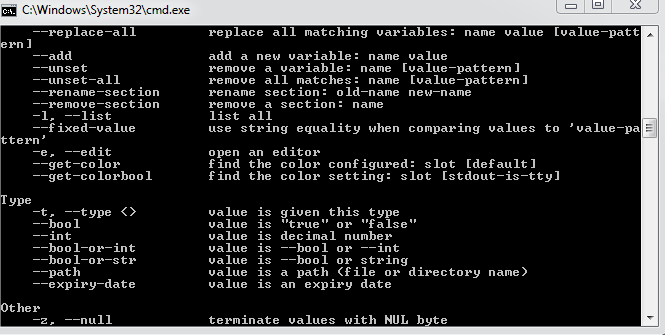 C:\Windows\System32\cmd.exe
--replace-all replace all matching variables: name value [value-patt
ern]
--add add a new variable: name value
--unset remove a variable: name [value-pattern]
--unset-all remove all matches: name [value-pattern]
--rename-section rename section: old-name new-name
--remove-section remove a section: name
-l, --list list all
--fixed-value use string equality when comparing values to 'value-pa
ttern'
-e, --edit open an editor
--get-color find the color configured: slot [default]
--get-colorbool find the color setting: slot [stdout-is-tty]
Type
-t, --type <> value is given this type
--bool value is "true" or "false"
--int value is decimal number
--bool-or-int value is --bool or --int
--bool-or-str value is --bool or string
--path value is a path (file or directory name)
--expiry-date value is an expiry date
Other
-z, --null terminate values with NUL byte